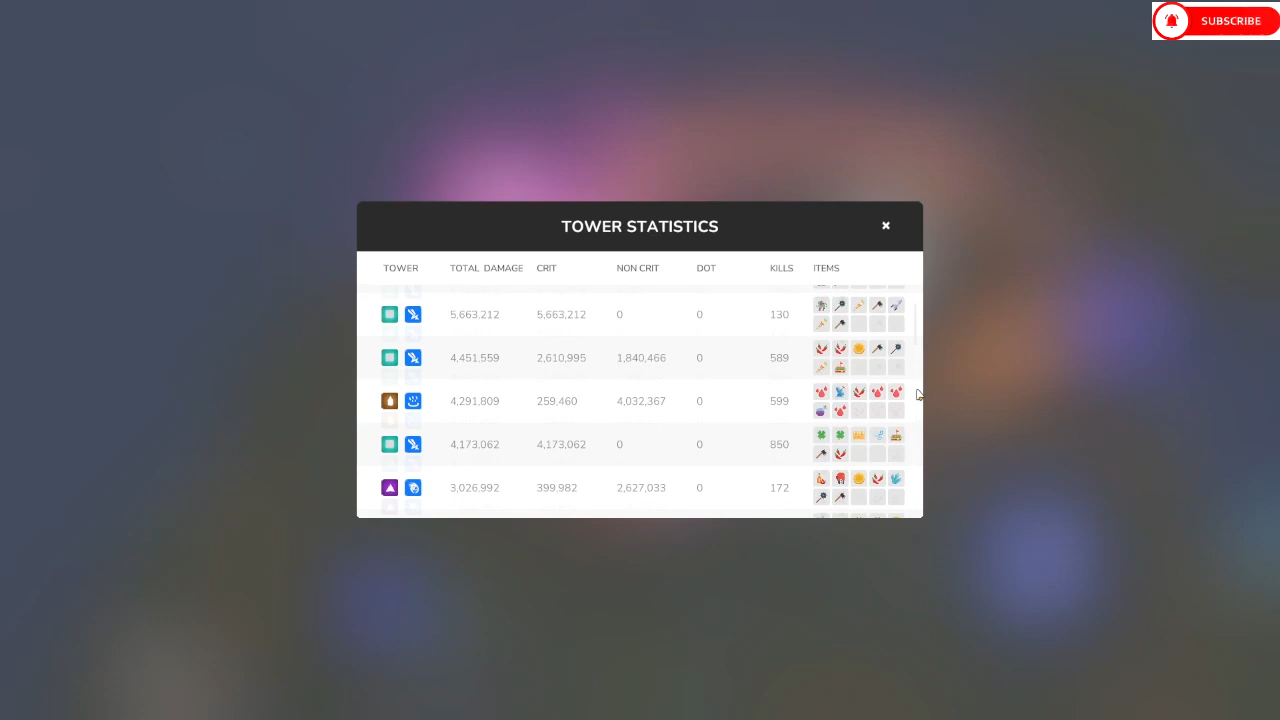 SUBSCRIBE
TOWER STATISTICS
TOWER TOTAL DAMAGE CRIT NON CRIT DOT KILLS ITEMS
5,663,212 5,663,212 0 0 130
4,451,559 2,610,995 1,840,466 0 589
4,291,809 259,460 4,032,367 0 599
4,173,062 4,173,062 0 0 850
3,026,992 399,982 2,627,033 0 172